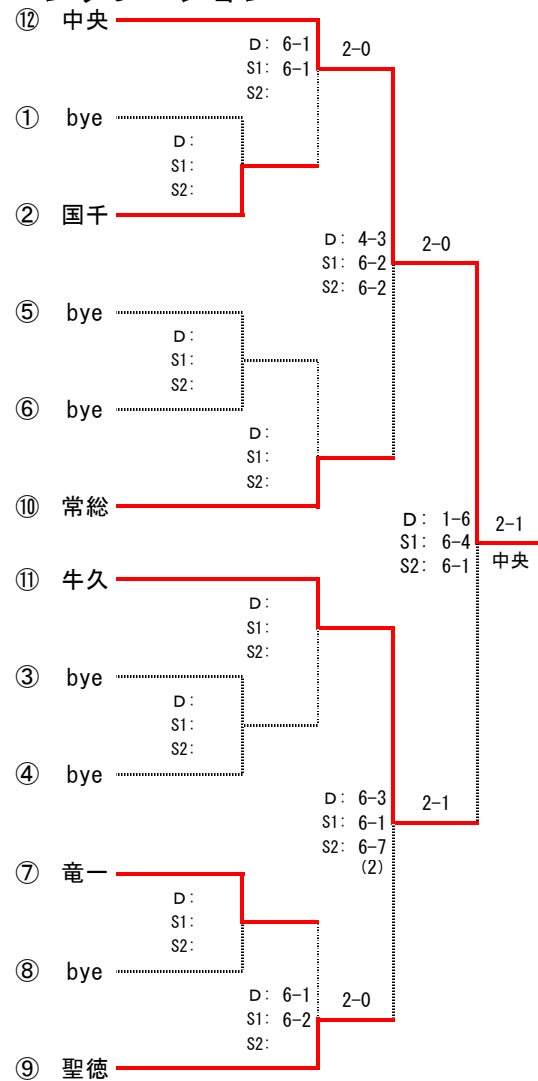 ⑫ 中央
D: 6-1 2-0
S1: 6-1
S2:
① bye
D:
S1:
S2:
② 国千
D: 4-3 2-0
S1: 6-2
S2: 6-2
⑤ bye
D:
S1:
S2:
⑥ bye
D:
S1:
S2:
⑩ 常総
D: 1-6 2-1
S1: 6-4 中央
S2: 6-1
⑪ 牛久
D:
S1:
S2:
③ bye
D:
S1:
S2:
④ bye
D: 6-3 2-1
S1: 6-1
S2: 6-7
(2)
⑦ 竜一
D:
S1:
S2:
⑧ bye
D: 6-1 2-0
S1: 6-2
S2:
⑨ 聖徳